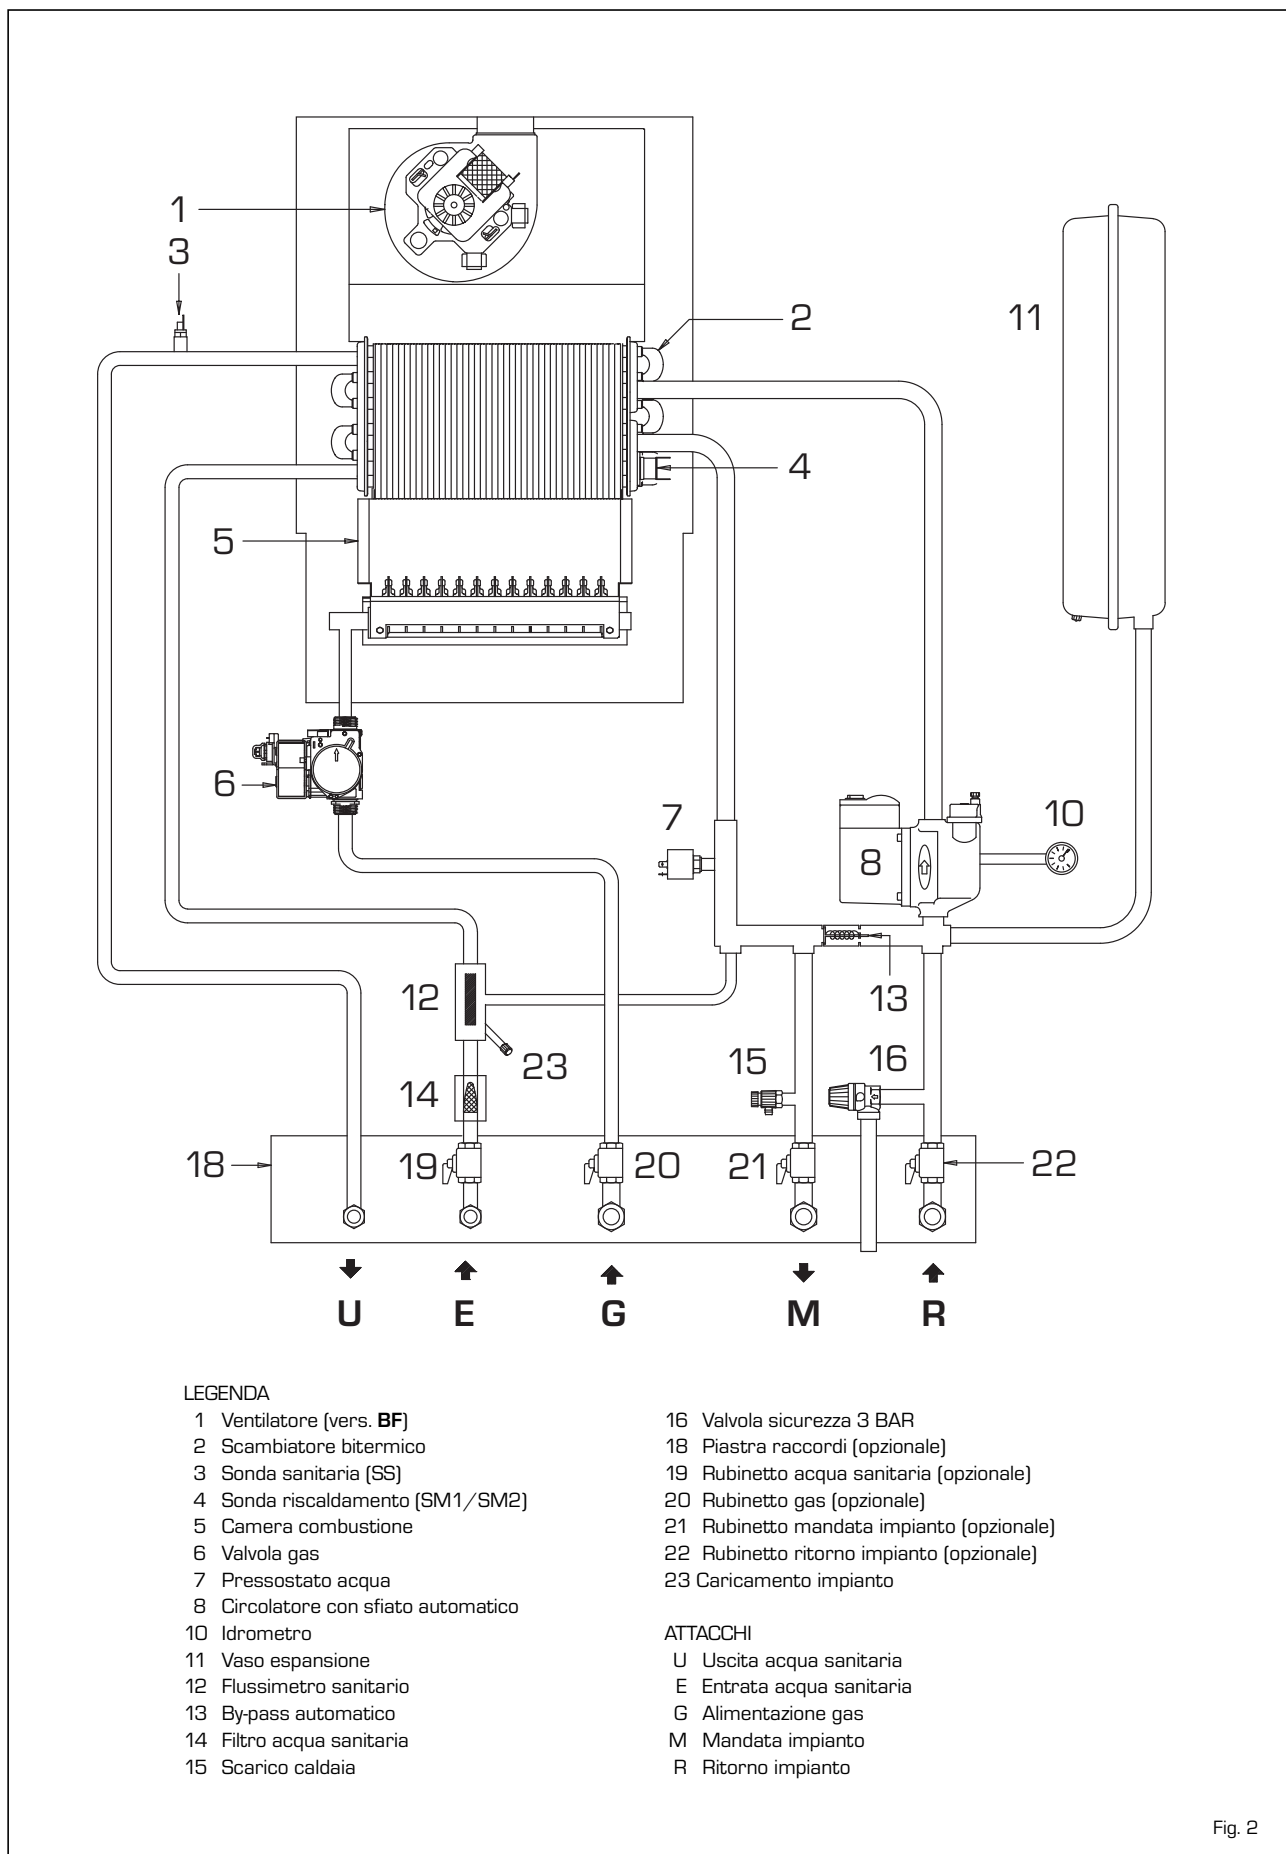 1
3
2
11
4
5
6
7
10
8
12
13
23
15
16
14
18
19
20
21
22
U E G M R
LEGENDA
1 Ventilatore (vers. BF)
2 Scambiatore bitermico
3 Sonda sanitaria (SS)
4 Sonda riscaldamento (SM1/SM2)
5 Camera combustione
6 Valvola gas
7 Pressostato acqua
8 Circolatore con sfiato automatico
10 Idrometro
11 Vaso espansione
12 Flussimetro sanitario
13 By-pass automatico
14 Filtro acqua sanitaria
15 Scarico caldaia
16 Valvola sicurezza 3 BAR
18 Piastra raccordi (opzionale)
19 Rubinetto acqua sanitaria (opzionale)
20 Rubinetto gas (opzionale)
21 Rubinetto mandata impianto (opzionale)
22 Rubinetto ritorno impianto (opzionale)
23 Caricamento impianto
ATTACCHI
U Uscita acqua sanitaria
E Entrata acqua sanitaria
G Alimentazione gas
M Mandata impianto
R Ritorno impianto
Fig. 2